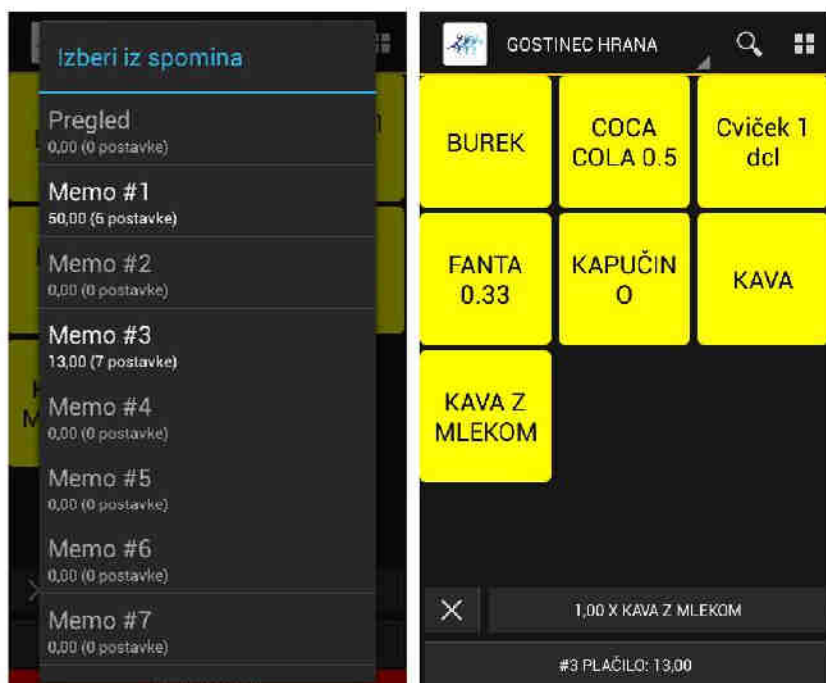 Izberi iz spomina
Pregled
0,00 (0 postavke)
Memo #1
50,00 (6 postavke)
Memo #2
0,00 (0 postavke)
Memo #3
13,00 (7 postavke)
Memo #4
0,00 (0 postavke)
Memo #5
0,00 (0 postavke)
Memo #6
0,00 (0 postavke)
Memo #7
0,00 (0 postavke)
GOSTINEC HRANA
BUREK
COCA
COLA 0.5
Cviček 1
dcl
FANTA
0.33
KAPUČIN
O
KAVA
KAVA Z
MLEKOM
1,00 X KAVA Z MLEKOM
#3 PLAČILO: 13,00